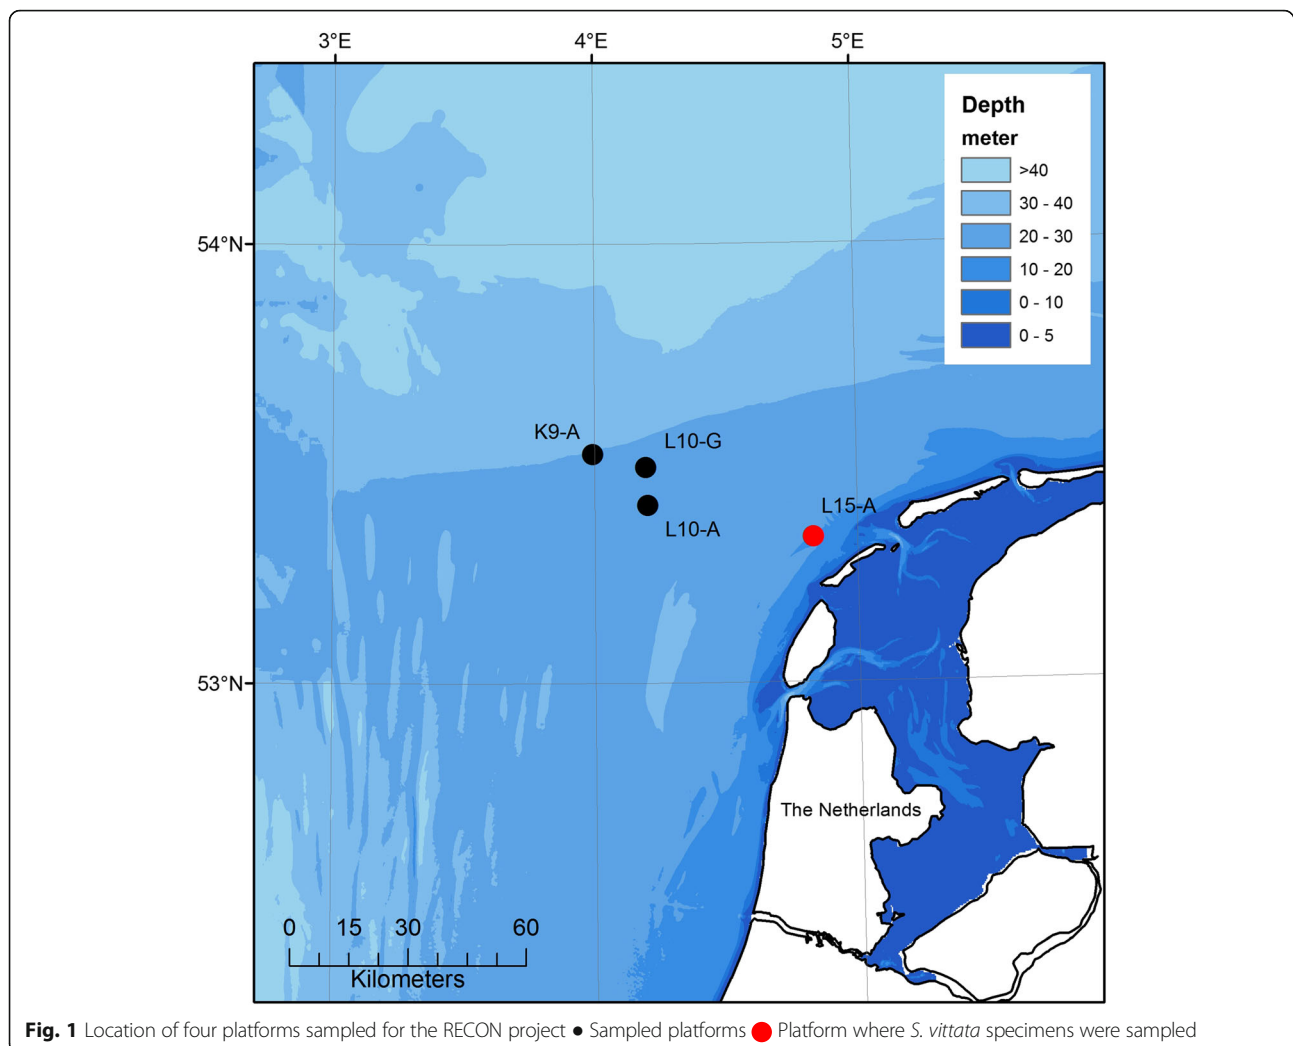 3°E 4°E 5°E
Depth
meter
>40
30 - 40
20 - 30
10 - 20
0 - 10
0 - 5
54°N
K9-A
L10-G
L10-A
L15-A
53°N
The Netherlands
0 15 30 60
Kilometers
Fig. 1 Location of four platforms sampled for the RECON project ● Sampled platforms ● Platform where S. vittata specimens were sampled